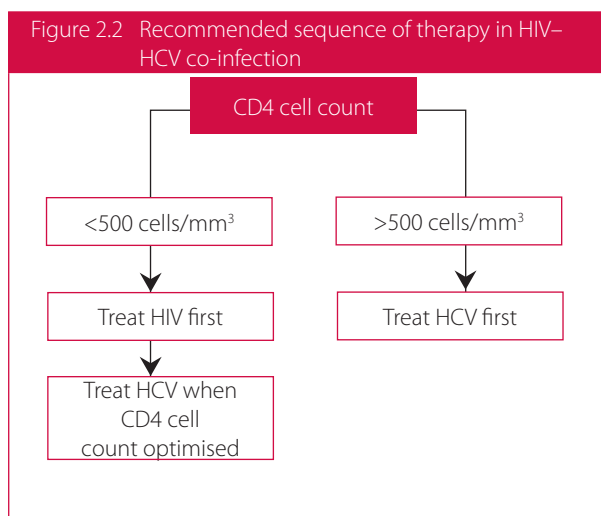 Figure 2.2 Recommended sequence of therapy in HIV–
HCV co-infection
CD4 cell count
<500 cells/mm³
>500 cells/mm³
Treat HIV first
Treat HCV first
Treat HCV when
CD4 cell
count optimised